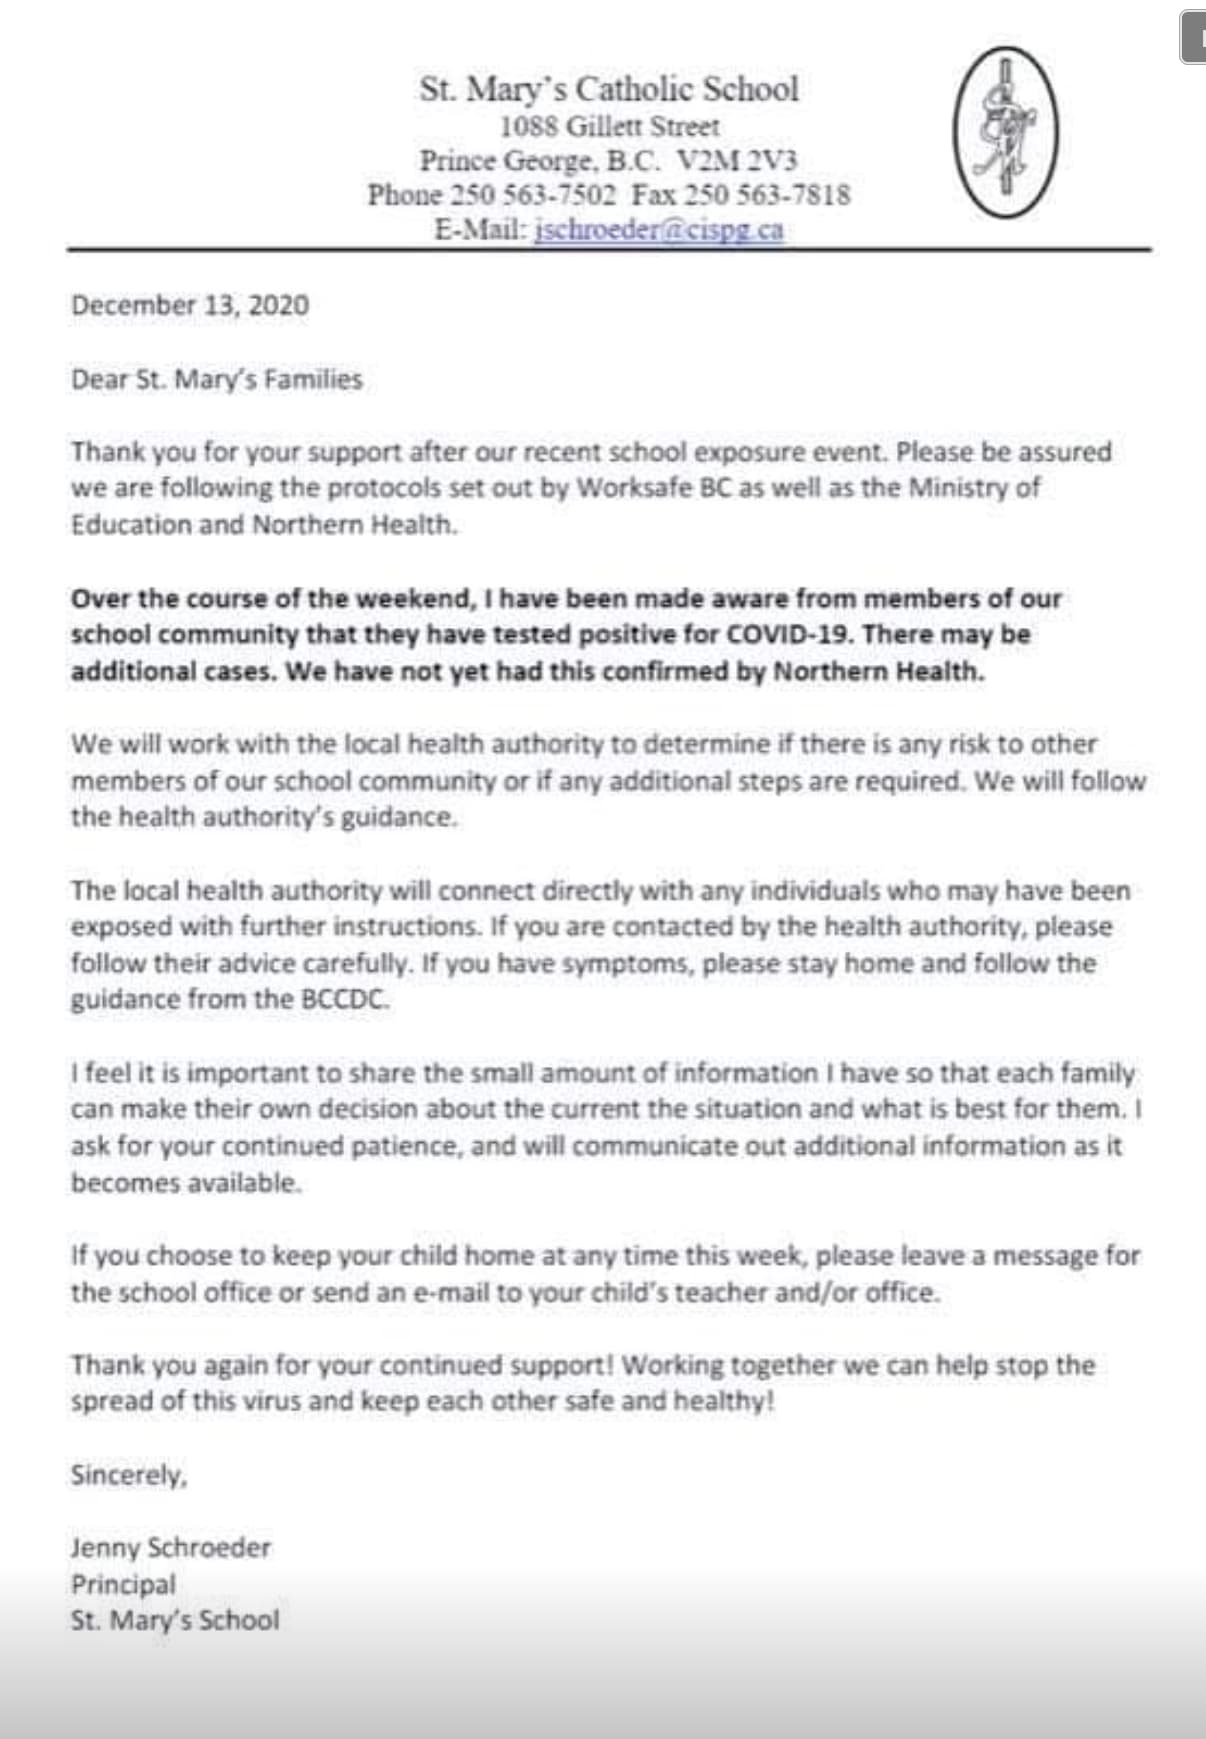 St. Mary's Catholic School
1088 Gillett Street
Prince George, B.C. V2M 2V3
Phone 250 563-7502 Fax 250 563-7818
E-Mail: jschroeder@cispg.ca
December 13, 2020
Dear St. Mary's Families
Thank you for your support after our recent school exposure event. Please be assured
we are following the protocols set out by Worksafe BC as well as the Ministry of
Education and Northern Health.
Over the course of the weekend, I have been made aware from members of our
school community that they have tested positive for COVID-19. There may be
additional cases. We have not yet had this confirmed by Northern Health.
We will work with the local health authority to determine if there is any risk to other
members of our school community or if any additional steps are required. We will follow
the health authority's guidance.
The local health authority will connect directly with any individuals who may have been
exposed with further instructions. If you are contacted by the health authority, please
follow their advice carefully. If you have symptoms, please stay home and follow the
guidance from the BCCDC.
I feel it is important to share the small amount of information I have so that each family
can make their own decision about the current the situation and what is best for them. I
ask for your continued patience, and will communicate out additional information as it
becomes available.
If you choose to keep your child home at any time this week, please leave a message for
the school office or send an e-mail to your child's teacher and/or office.
Thank you again for your continued support! Working together we can help stop the
spread of this virus and keep each other safe and healthy!
Sincerely,
Jenny Schroeder
Principal
St. Mary's School